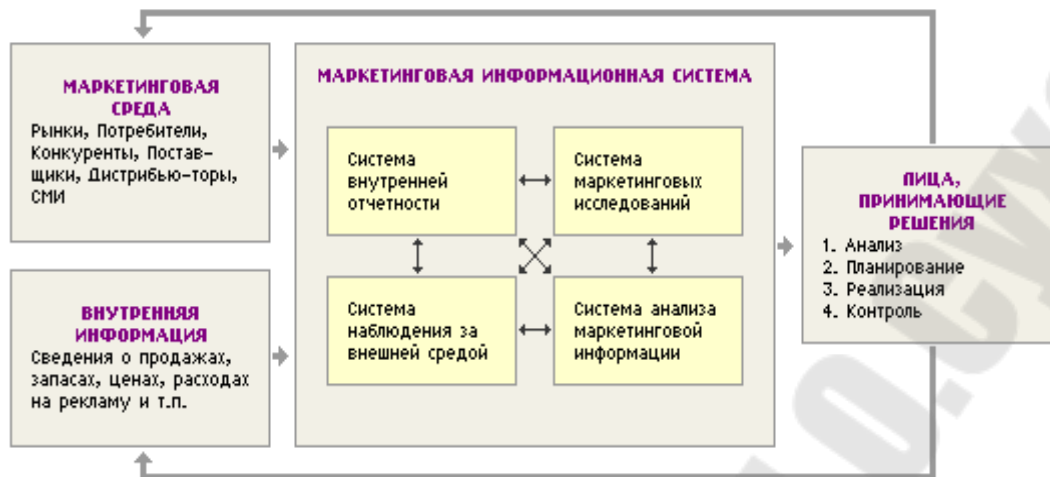 МАРКЕТИНГОВАЯ
СРЕДА
Рынки, Потребители,
Конкуренты, Постав-
щики, Дистрибью-торы,
СМИ
ВНУТРЕННЯЯ
ИНФОРМАЦИЯ
Сведения о продажах,
запасах, ценах, расходах
на рекламу и т.п.
МАРКЕТИНГОВАЯ ИНФОРМАЦИОННАЯ СИСТЕМА
Система
внутренней
отчетности
Система
маркетинговых
исследований
Система
наблюдения за
внешней средой
Система анализа
маркетинговой
информации
ЛИЦА,
ПРИНИМАЮЩИЕ
РЕШЕНИЯ
1. Анализ
2. Планирование
3. Реализация
4. Контроль